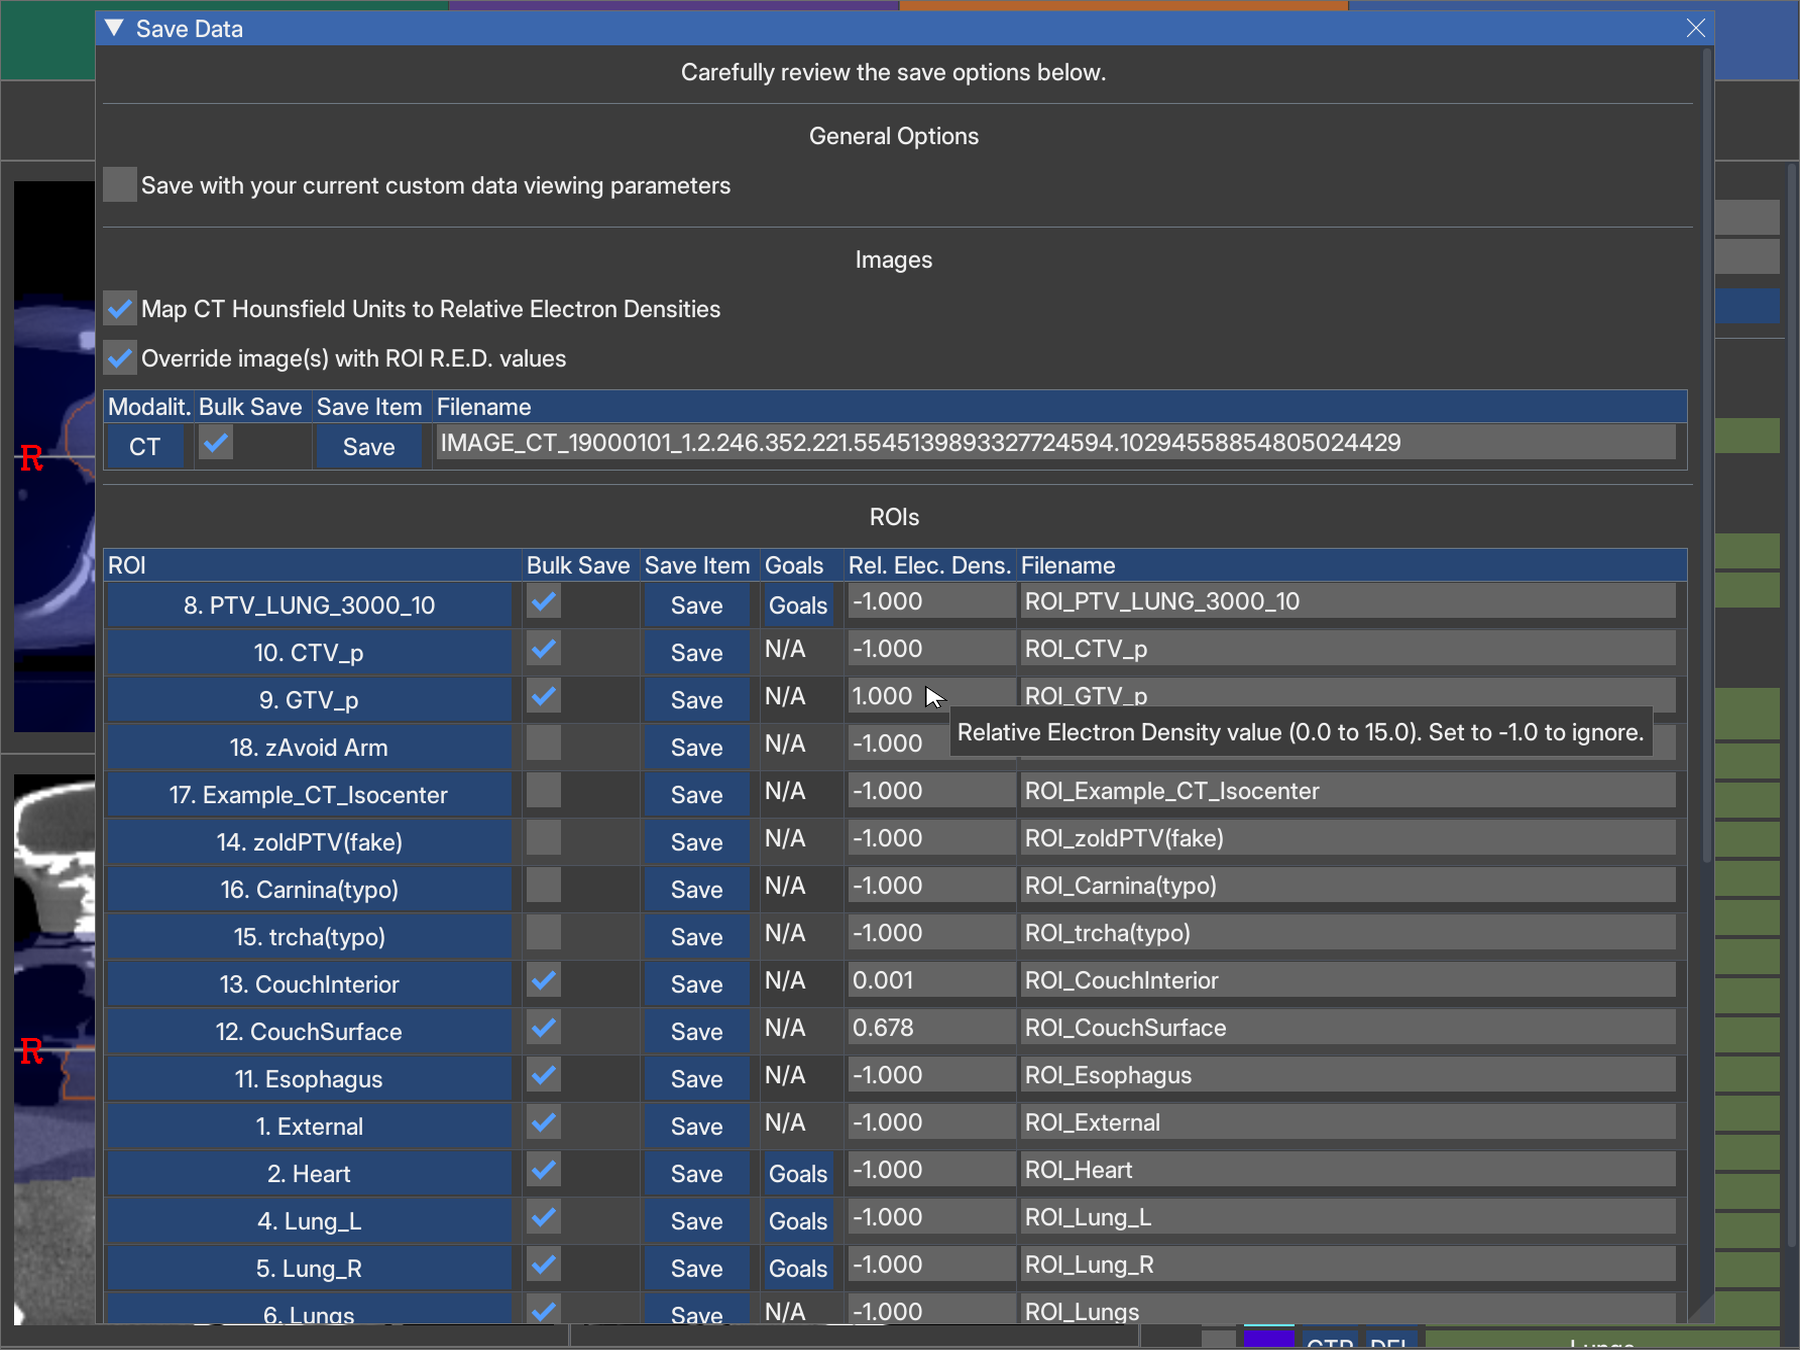 Save Data
Carefully review the save options below.
General Options
Save with your current custom data viewing parameters
Images
Map CT Hounsfield Units to Relative Electron Densities
Override image(s) with ROI R.E.D. values
Modalit. Bulk Save Save Item Filename
CT Save IMAGE_CT_19000101_1.2.246.352.221.5545139893327724594.10294558854805024429
R
ROIs
ROI Bulk Save Save Item Goals Rel. Elec. Dens. Filename
8. PTV_LUNG_3000_10 Save Goals -1.000 ROI_PTV_LUNG_3000_10
10. CTV_p Save N/A -1.000 ROI_CTV_p
9. GTV_p Save N/A 1.000 ROI_GTV_p
Relative Electron Density value (0.0 to 15.0). Set to -1.0 to ignore.
18. zAvoid Arm Save N/A -1.000
17. Example_CT_Isocenter Save N/A -1.000 ROI_Example_CT_Isocenter
14. zoldPTV(fake) Save N/A -1.000 ROI_zoldPTV(fake)
16. Carnina(typo) Save N/A -1.000 ROI_Carnina(typo)
15. trcha(typo) Save N/A -1.000 ROI_trcha(typo)
13. CouchInterior Save N/A 0.001 ROI_CouchInterior
12. CouchSurface Save N/A 0.678 ROI_CouchSurface
R
11. Esophagus Save N/A -1.000 ROI_Esophagus
1. External Save N/A -1.000 ROI_External
2. Heart Save Goals -1.000 ROI_Heart
4. Lung_L Save Goals -1.000 ROI_Lung_L
5. Lung_R Save Goals -1.000 ROI_Lung_R
6. Lungs Save N/A -1.000 ROI_Lungs
CTR DEL Lungs